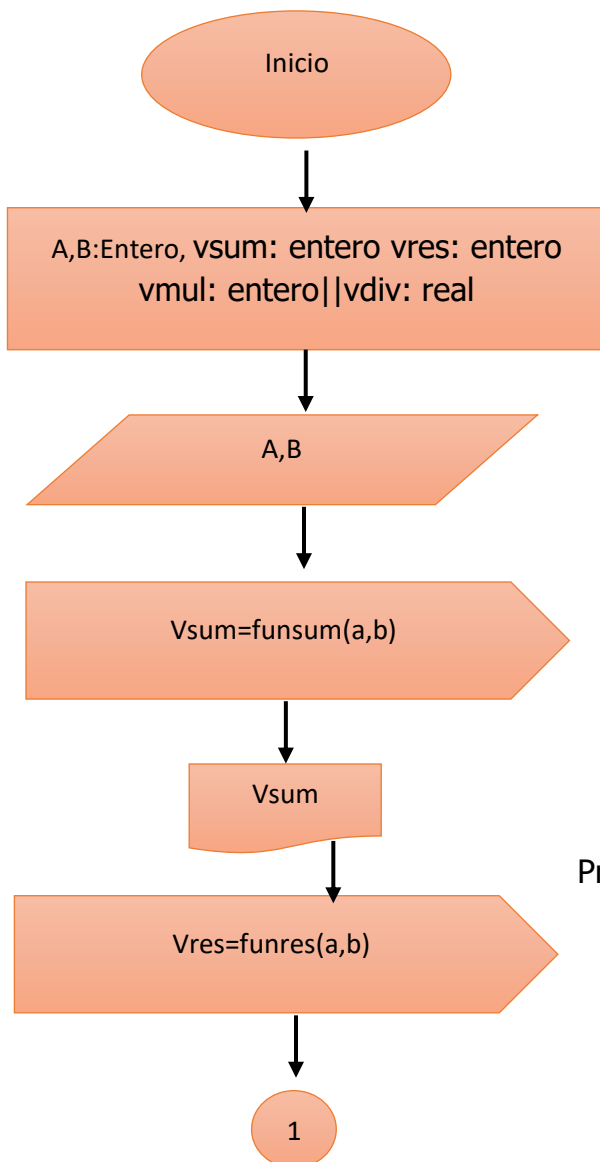 Inicio
A,B:Entero, vsum: entero vres: entero
vmul: entero||vdiv: real
A,B
Vsum=funsum(a,b)
Vsum
Vres=funres(a,b)
1